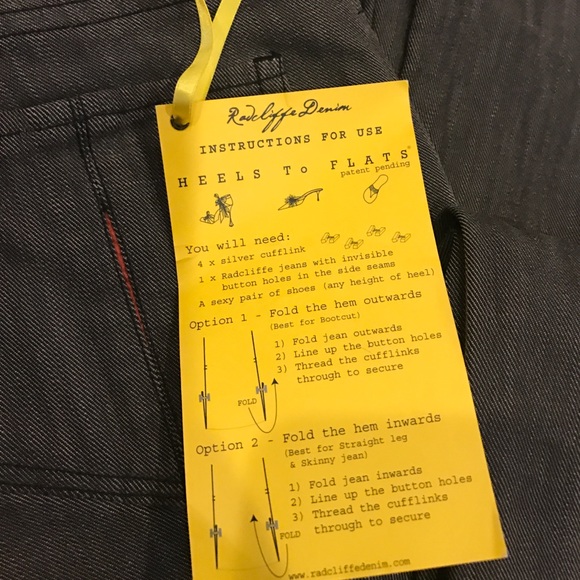 Radcliffe Denim
INSTRUCTIONS FOR USE
HEELS To FLATS®
patent pending
You will need:
4 x silver cufflink
1 x Radcliffe jeans with invisible
button holes in the side seams
A sexy pair of shoes (any height of heel)
Option 1 - Fold the hem outwards
(Best for Bootcut)
1) Fold jean outwards
2) Line up the button holes
3) Thread the cufflinks
through to secure
FOLD
Option 2 - Fold the hem inwards
(Best for Straight leg
& Skinny jean)
1) Fold jean inwards
2) Line up the button holes
3) Thread the cufflinks
through to secure
FOLD
www.radcliffedenim.com